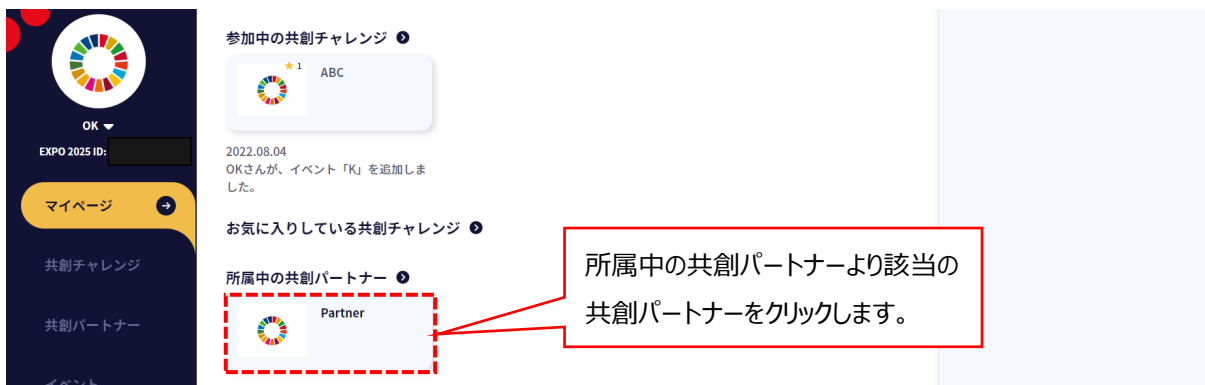 OK
EXPO 2025 ID:
マイページ
共創チャレンジ
共創パートナー
イベント
参加中の共創チャレンジ
1
ABC
2022.08.04
OKさんが、イベント「K」を追加しま
した。
お気に入りしている共創チャレンジ
所属中の共創パートナー
Partner
所属中の共創パートナーより該当の
共創パートナーをクリックします。